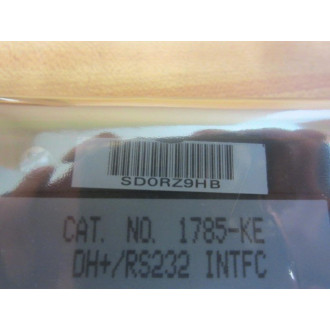 SD0RZ9HB
CAT. NO. 1785-KE
DH+/RS232 INTFC